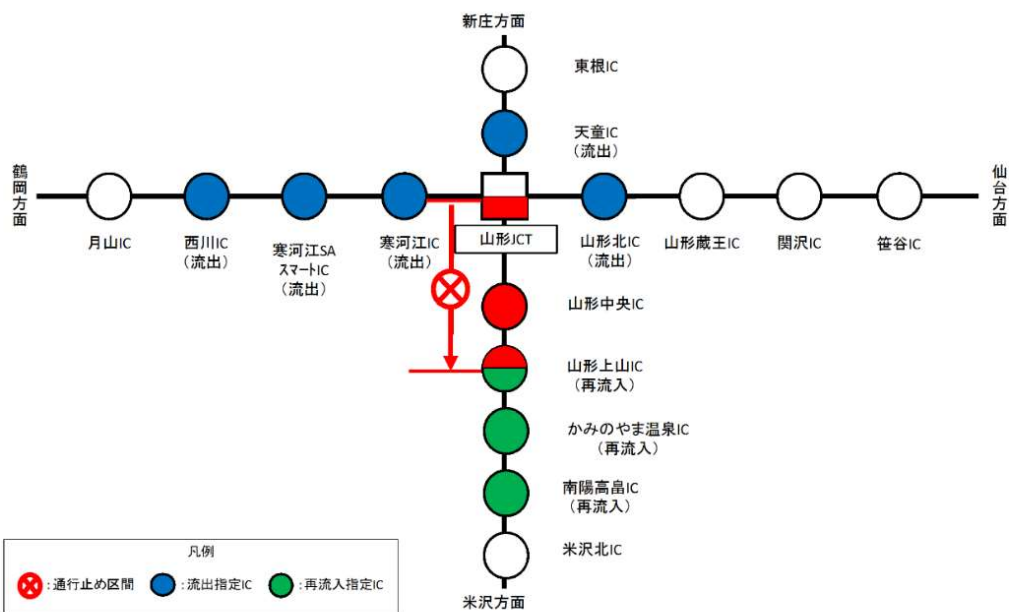 新庄方面
東根IC
天童IC
(流出)
鶴岡方面
仙台方面
月山IC
西川IC
(流出)
寒河江SA
スマートIC
(流出)
寒河江IC
(流出)
山形JCT
山形北IC
(流出)
山形蔵王IC
関沢IC
笹谷IC
山形中央IC
山形上山IC
(再流入)
かみのやま温泉IC
(再流入)
南陽高畠IC
(再流入)
米沢北IC
米沢方面
凡例
:通行止め区間
:流出指定IC
:再流入指定IC